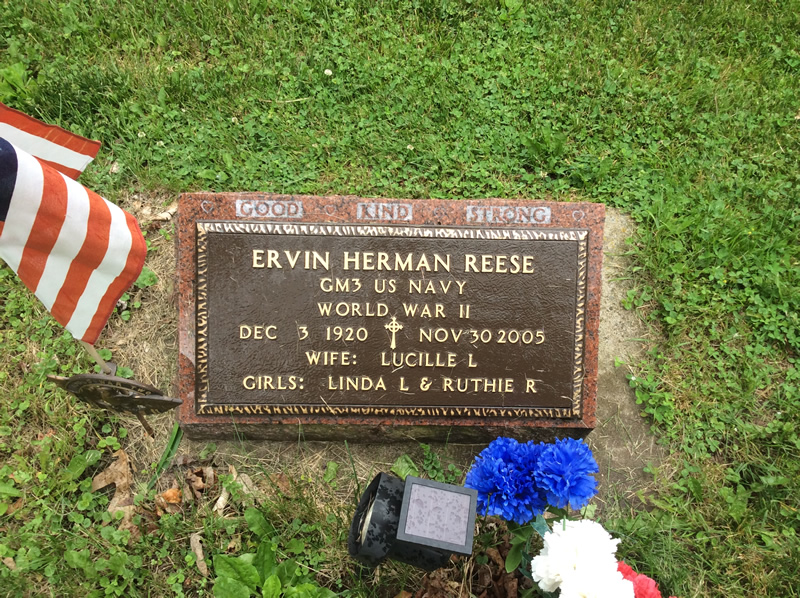 GOOD KIND STRONG
ERVIN HERMAN REESE
GM3 US NAVY
WORLD WAR II
DEC 3 1920 NOV 30 2005
WIFE: LUCILLE L
GIRLS: LINDA L & RUTHIE R